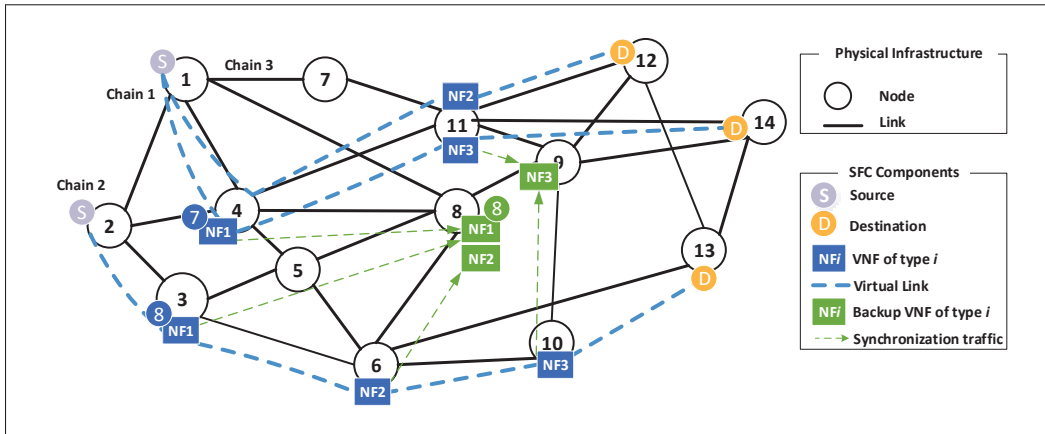 S
1
Chain 3
7
Chain 1
D
12
NF2
11
NF3
D
14
9
NF3
Chain 2
S
2
7
4
NF1
8
8
NF1
NF2
5
13
D
3
8
NF1
6
NF2
10
NF3
Physical Infrastructure
Node
Link
SFC Components
S
Source
D
Destination
NFi
VNF of type i
Virtual Link
NFi
Backup VNF of type i
Synchronization traffic